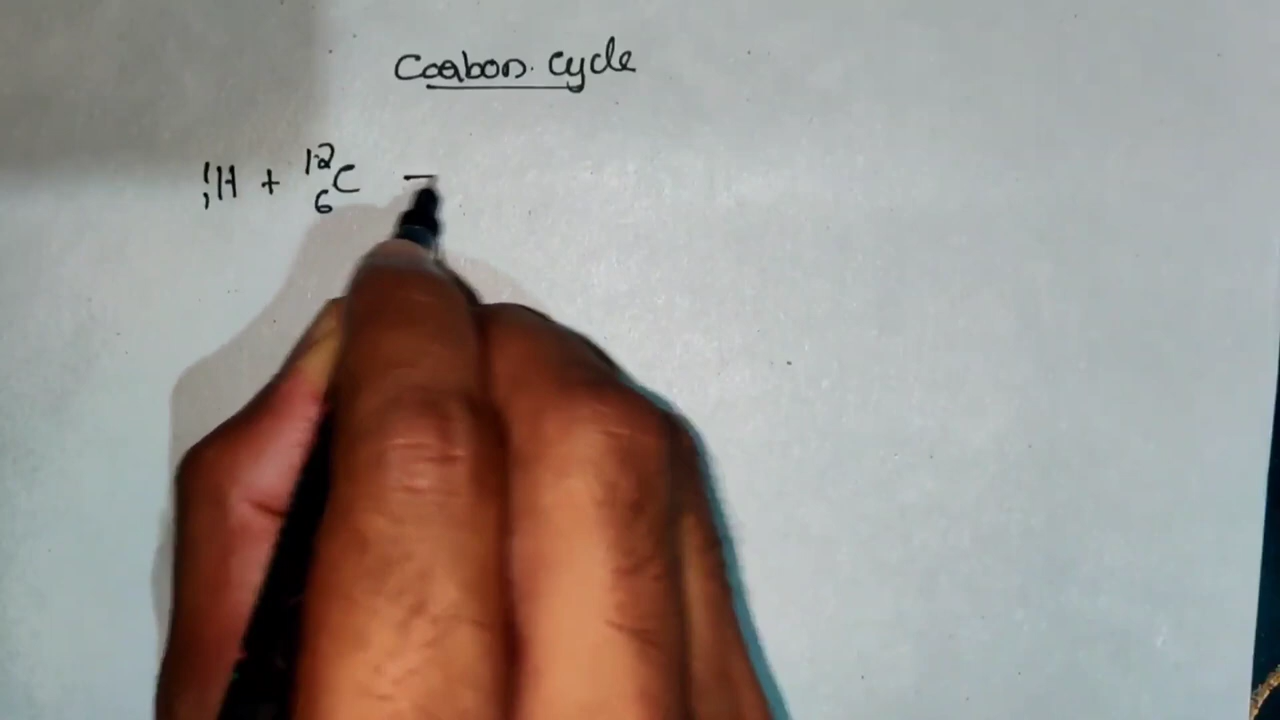 Carbon cycle
¹₁H + ¹²₆C —